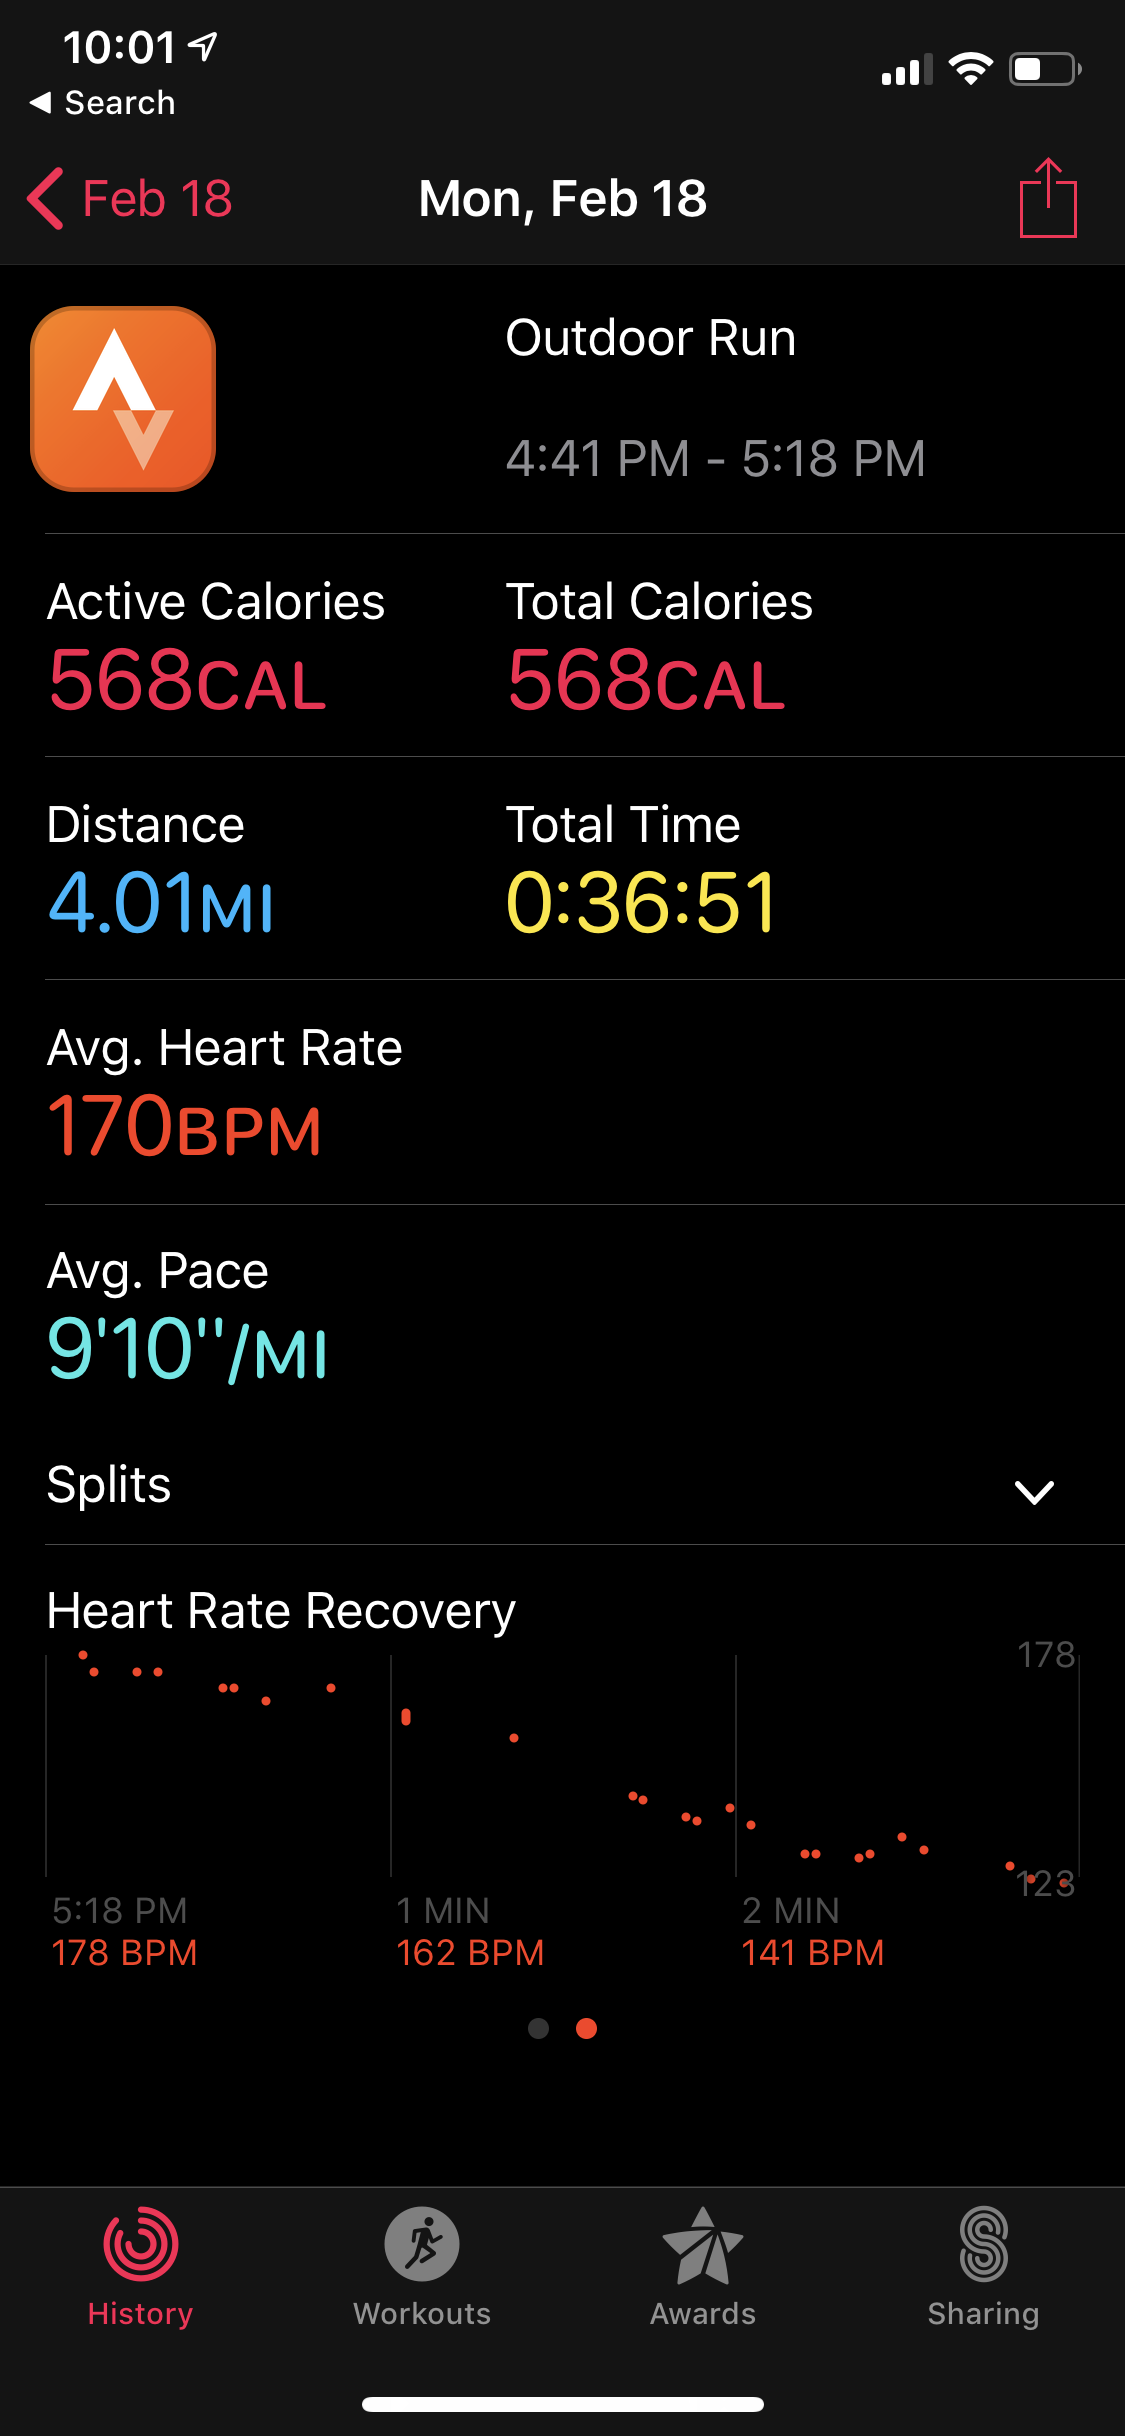 10:01
◀ Search
Feb 18
Mon, Feb 18
Outdoor Run
4:41 PM - 5:18 PM
Active Calories
Total Calories
568CAL
568CAL
Distance
Total Time
4.01MI
0:36:51
Avg. Heart Rate
170BPM
Avg. Pace
9'10"/MI
Splits
Heart Rate Recovery
178
123
5:18 PM
1 MIN
2 MIN
178 BPM
162 BPM
141 BPM
History
Workouts
Awards
Sharing